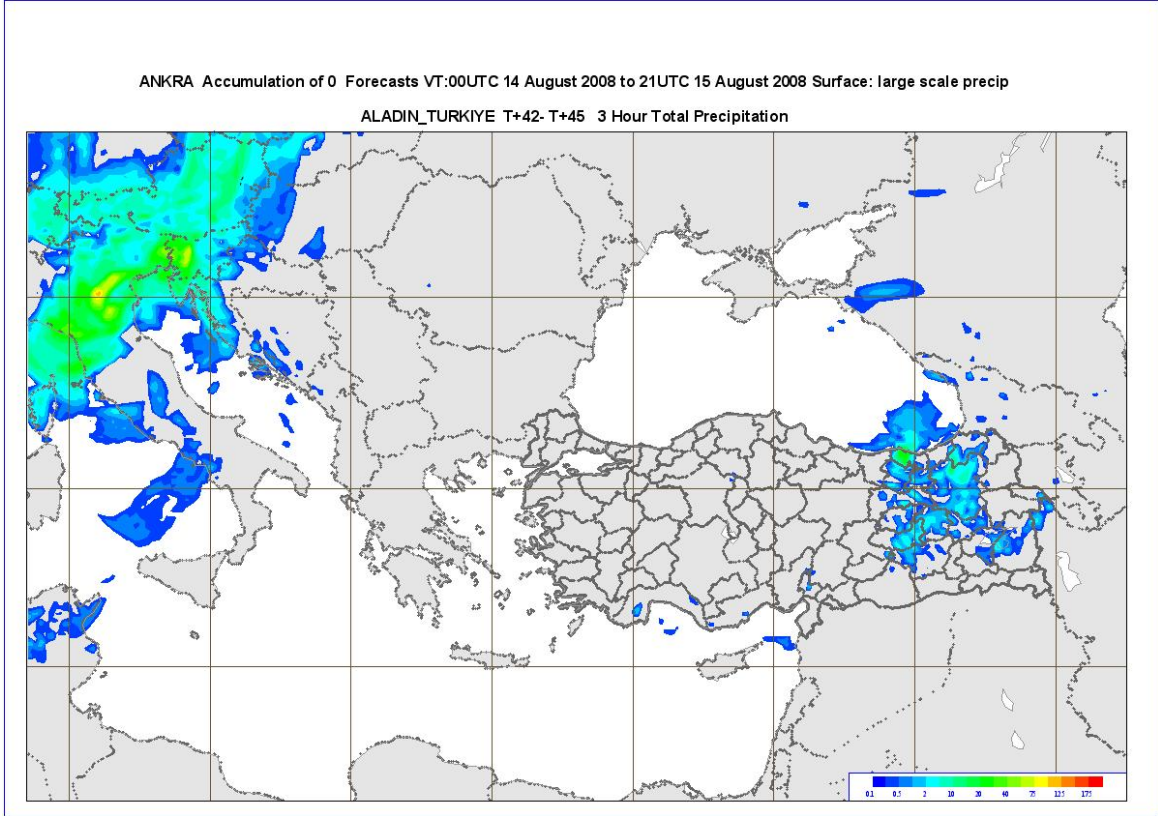 ANKRA Accumulation of 0 Forecasts VT:00UTC 14 August 2008 to 21UTC 15 August 2008 Surface: large scale precip
ALADIN_TURKIYE T+42- T+45 3 Hour Total Precipitation
0.1 0.5 2 10 20 40 75 125 175